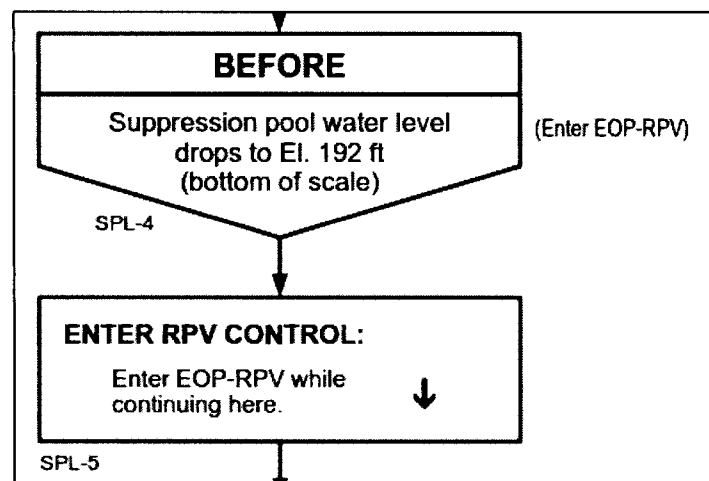 BEFORE
Suppression pool water level
drops to El. 192 ft
(bottom of scale)
(Enter EOP-RPV)
SPL-4
ENTER RPV CONTROL:
Enter EOP-RPV while
continuing here.
SPL-5